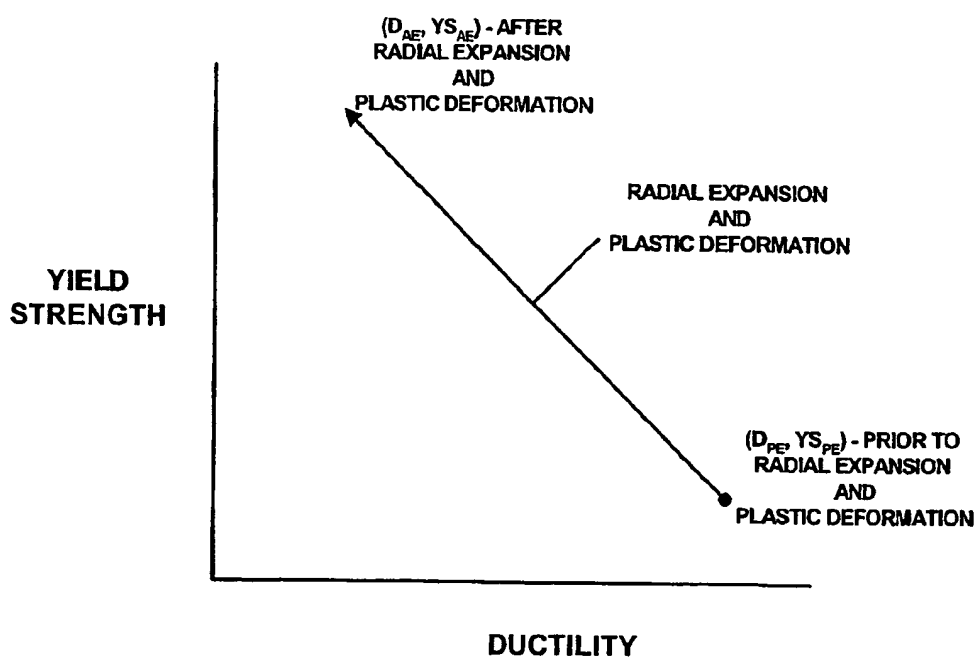 (D_AE, YS_AE) - AFTER
RADIAL EXPANSION
AND
PLASTIC DEFORMATION
RADIAL EXPANSION
AND
PLASTIC DEFORMATION
YIELD
STRENGTH
(D_PE, YS_PE) - PRIOR TO
RADIAL EXPANSION
AND
PLASTIC DEFORMATION
DUCTILITY